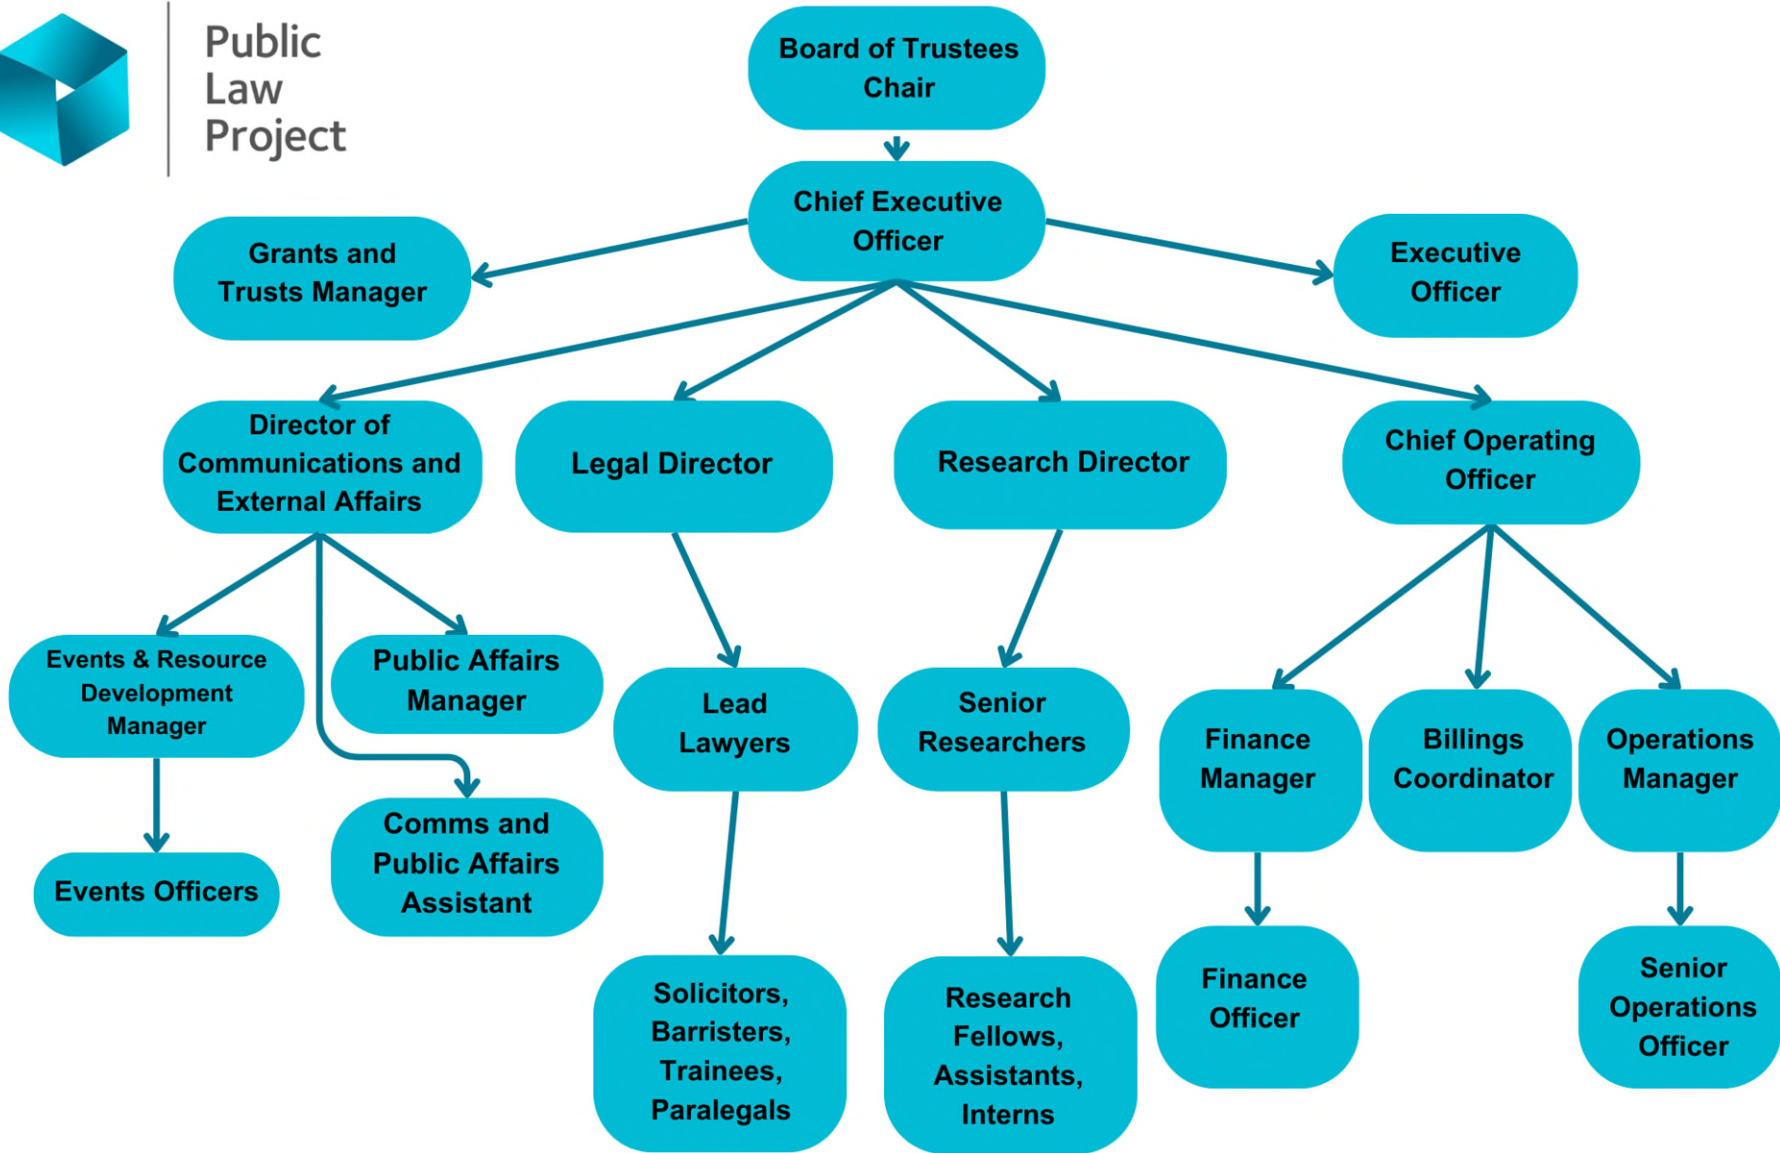 Public
Law
Project
Board of Trustees
Chair
Chief Executive
Officer
Grants and
Trusts Manager
Executive
Officer
Director of
Communications and
External Affairs
Legal Director
Research Director
Chief Operating
Officer
Events & Resource
Development
Manager
Public Affairs
Manager
Lead
Lawyers
Senior
Researchers
Finance
Manager
Billings
Coordinator
Operations
Manager
Events Officers
Comms and
Public Affairs
Assistant
Solicitors,
Barristers,
Trainees,
Paralegals
Research
Fellows,
Assistants,
Interns
Finance
Officer
Senior
Operations
Officer